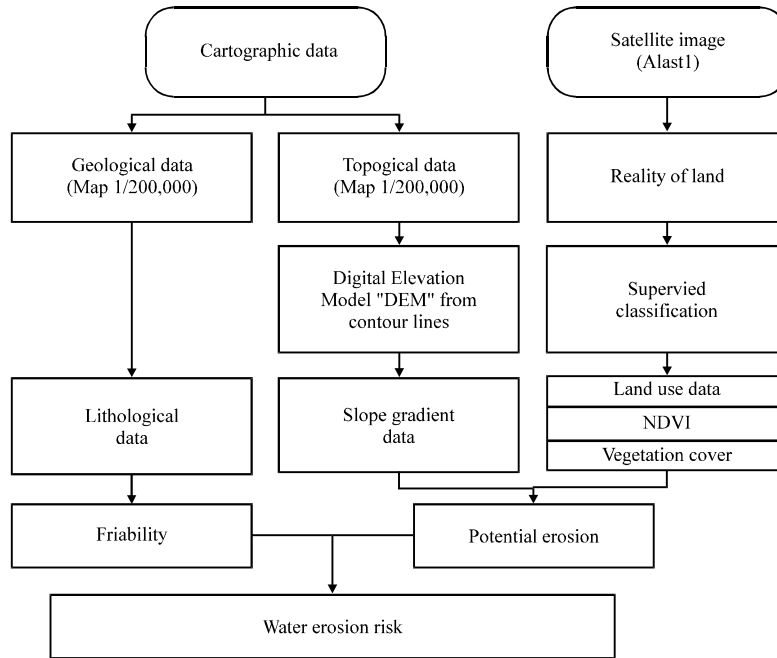 Cartographic data
Satellite image
(Alast1)
Geological data
(Map 1/200,000)
Topogical data
(Map 1/200,000)
Reality of land
Digital Elevation
Model "DEM" from
contour lines
Supervied
classification
Lithological
data
Slope gradient
data
Land use data
NDVI
Vegetation cover
Friability
Potential erosion
Water erosion risk